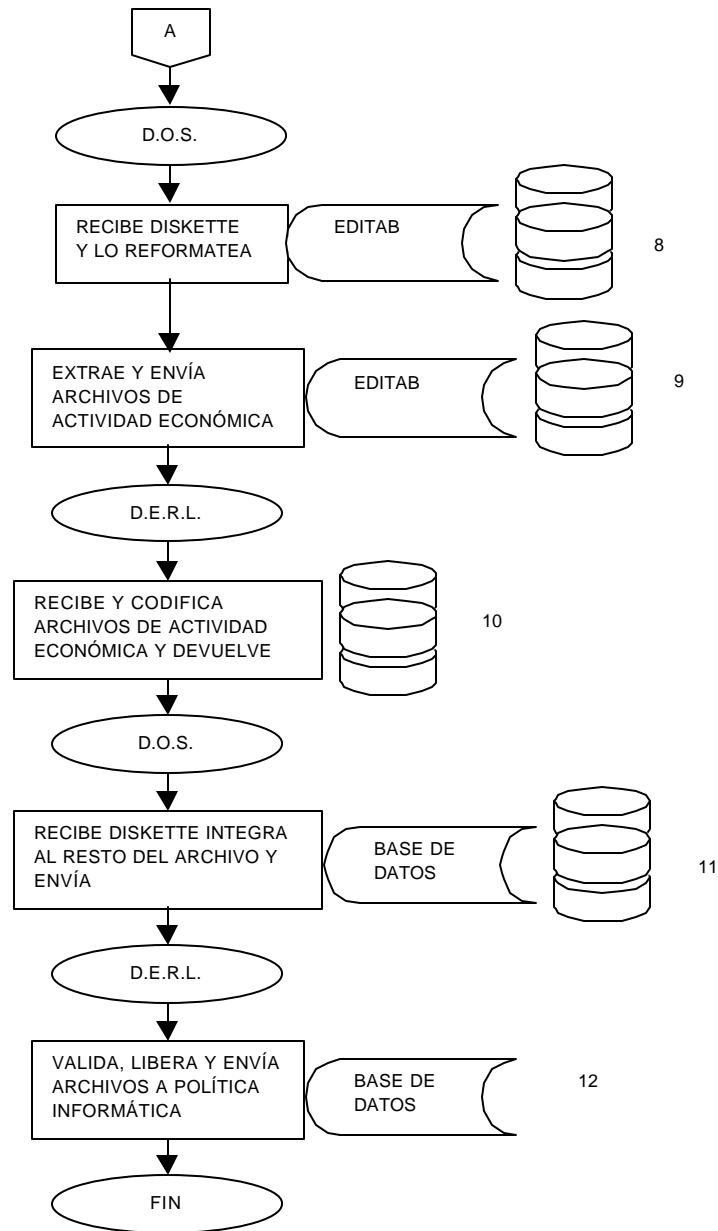 A
D.O.S.
RECIBE DISKETTE
Y LO REFORMATEA
EDITAB
8
EXTRAE Y ENVÍA
ARCHIVOS DE
ACTIVIDAD ECONÓMICA
EDITAB
9
D.E.R.L.
RECIBE Y CODIFICA
ARCHIVOS DE ACTIVIDAD
ECONÓMICA Y DEVUELVE
10
D.O.S.
RECIBE DISKETTE INTEGRA
AL RESTO DEL ARCHIVO Y
ENVÍA
BASE DE
DATOS
11
D.E.R.L.
VALIDA, LIBERA Y ENVÍA
ARCHIVOS A POLÍTICA
INFORMÁTICA
BASE DE
DATOS
12
FIN